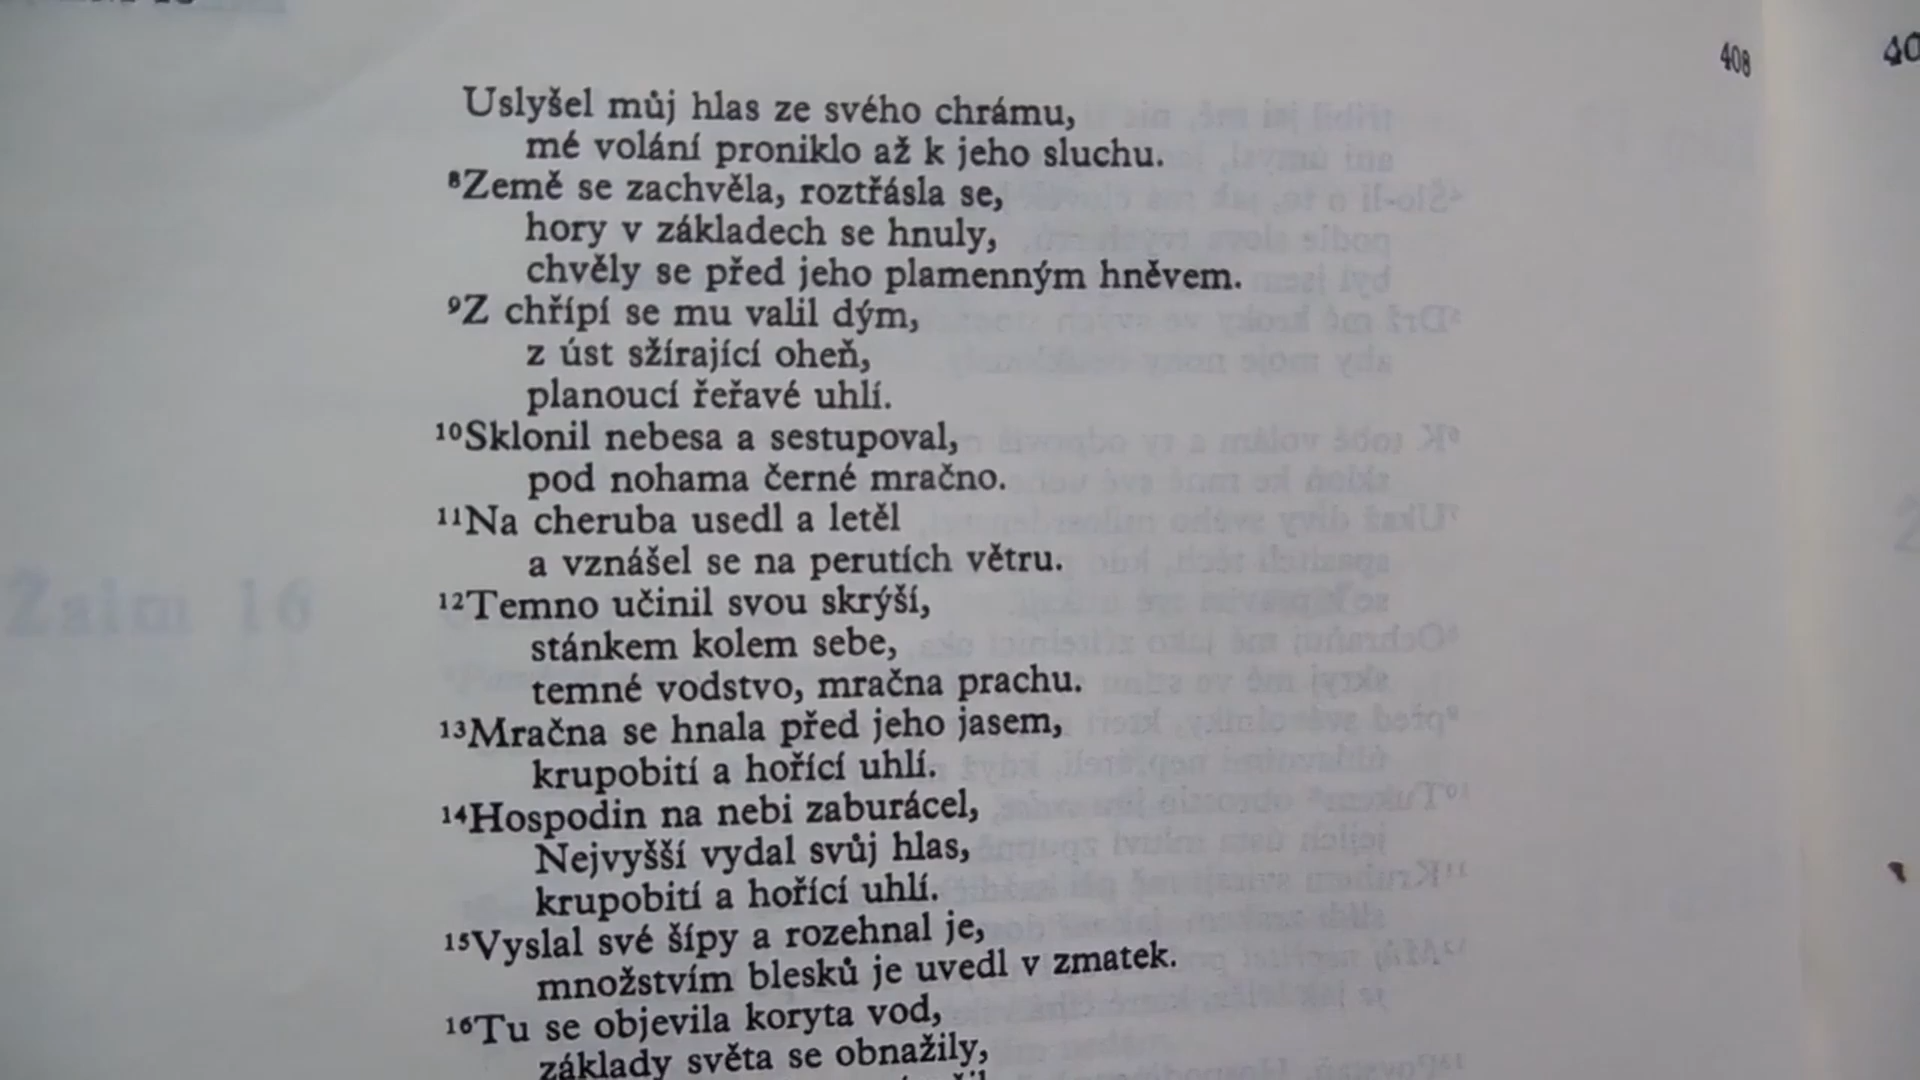 408
40
Uslyšel můj hlas ze svého chrámu,
mé volání proniklo až k jeho sluchu.
8Země se zachvěla, roztřásla se,
hory v základech se hnuly,
chvěly se před jeho plamenným hněvem.
9Z chřípí se mu valil dým,
z úst sžírající oheň,
planoucí řeřavé uhlí.
10Sklonil nebesa a sestupoval,
pod nohama černé mračno.
11Na cheruba usedl a letěl
a vznášel se na perutích větru.
12Temno učinil svou skrýší,
stánkem kolem sebe,
temné vodstvo, mračna prachu.
13Mračna se hnala před jeho jasem,
krupobití a hořící uhlí.
14Hospodin na nebi zaburácel,
Nejvyšší vydal svůj hlas,
krupobití a hořící uhlí.
15Vyslal své šípy a rozehnal je,
množstvím blesků je uvedl v zmatek.
16Tu se objevila koryta vod,
základy světa se obnažily,
Žalm 16